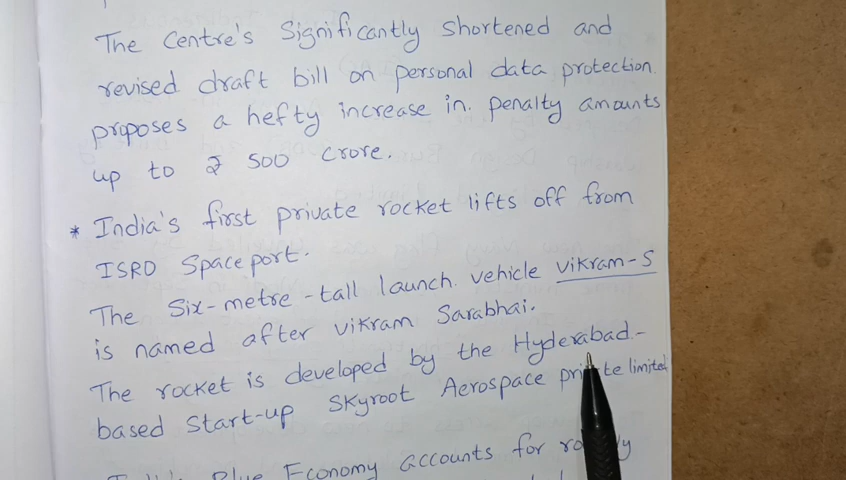 The Centre's Significantly Shortened and
revised draft bill on personal data protection.
proposes a hefty increase in. penalty amounts
up to ₹ 500 Crore.
* India's first private rocket lifts off from
ISRO Spaceport.
The Six-metre-tall launch. vehicle Vikram-S
is named after Vikram Sarabhai.
The rocket is developed by the Hyderabad-
based Start-up Skyroot Aerospace limited
Blue Economy accounts for